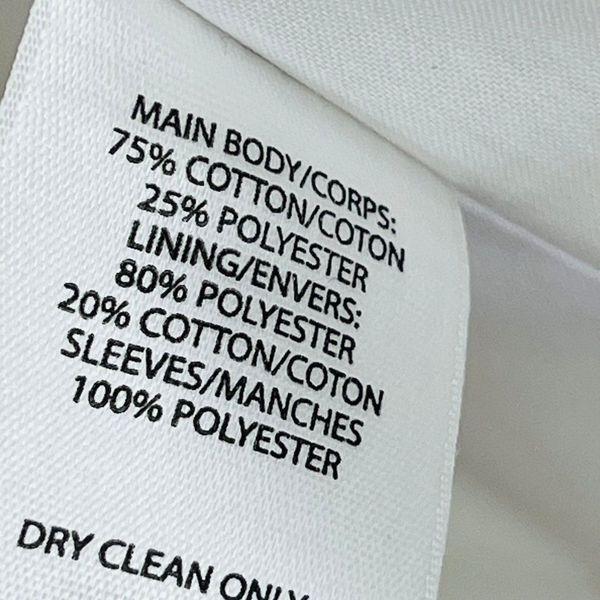 MAIN BODY/CORPS:
75% COTTON/COTON
25% POLYESTER
LINING/ENVERS:
80% POLYESTER
20% COTTON/COTON
SLEEVES/MANCHES
100% POLYESTER
DRY CLEAN ONLY